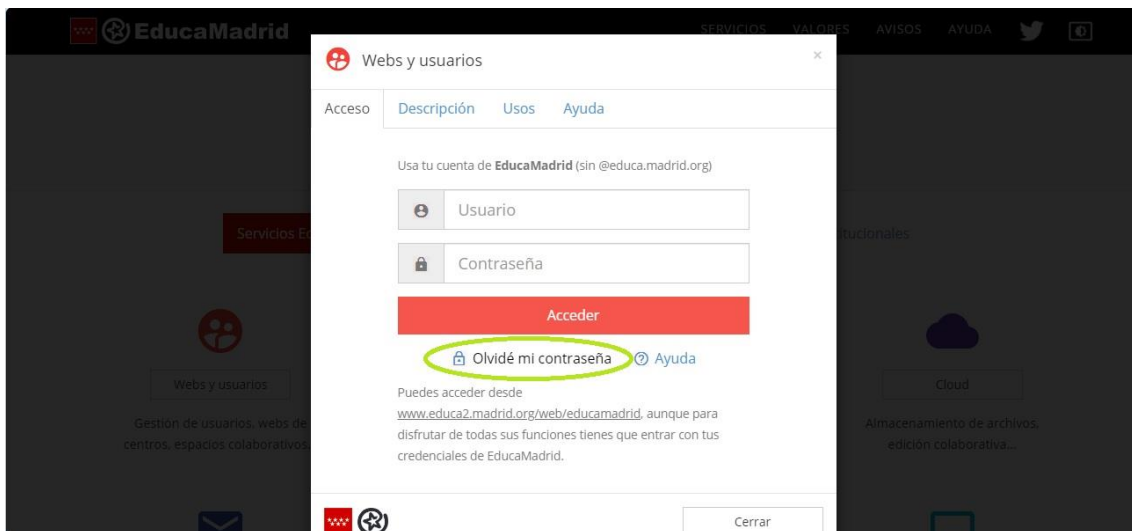 EducaMadrid
SERVICIOS VALORES AVISOS AYUDA
Webs y usuarios
×
Acceso Descripción Usos Ayuda
Usa tu cuenta de EducaMadrid (sin @educa.madrid.org)
Usuario
Contraseña
Acceder
Olvidé mi contraseña Ayuda
Puedes acceder desde
www.educa2.madrid.org/web/educamadrid, aunque para
disfrutar de todas sus funciones tienes que entrar con tus
credenciales de EducaMadrid.
Cerrar
Servicios
Webs y usuarios
Gestión de usuarios, webs de
centros, espacios colaborativos
Cloud
Almacenamiento de archivos,
edición colaborativa...